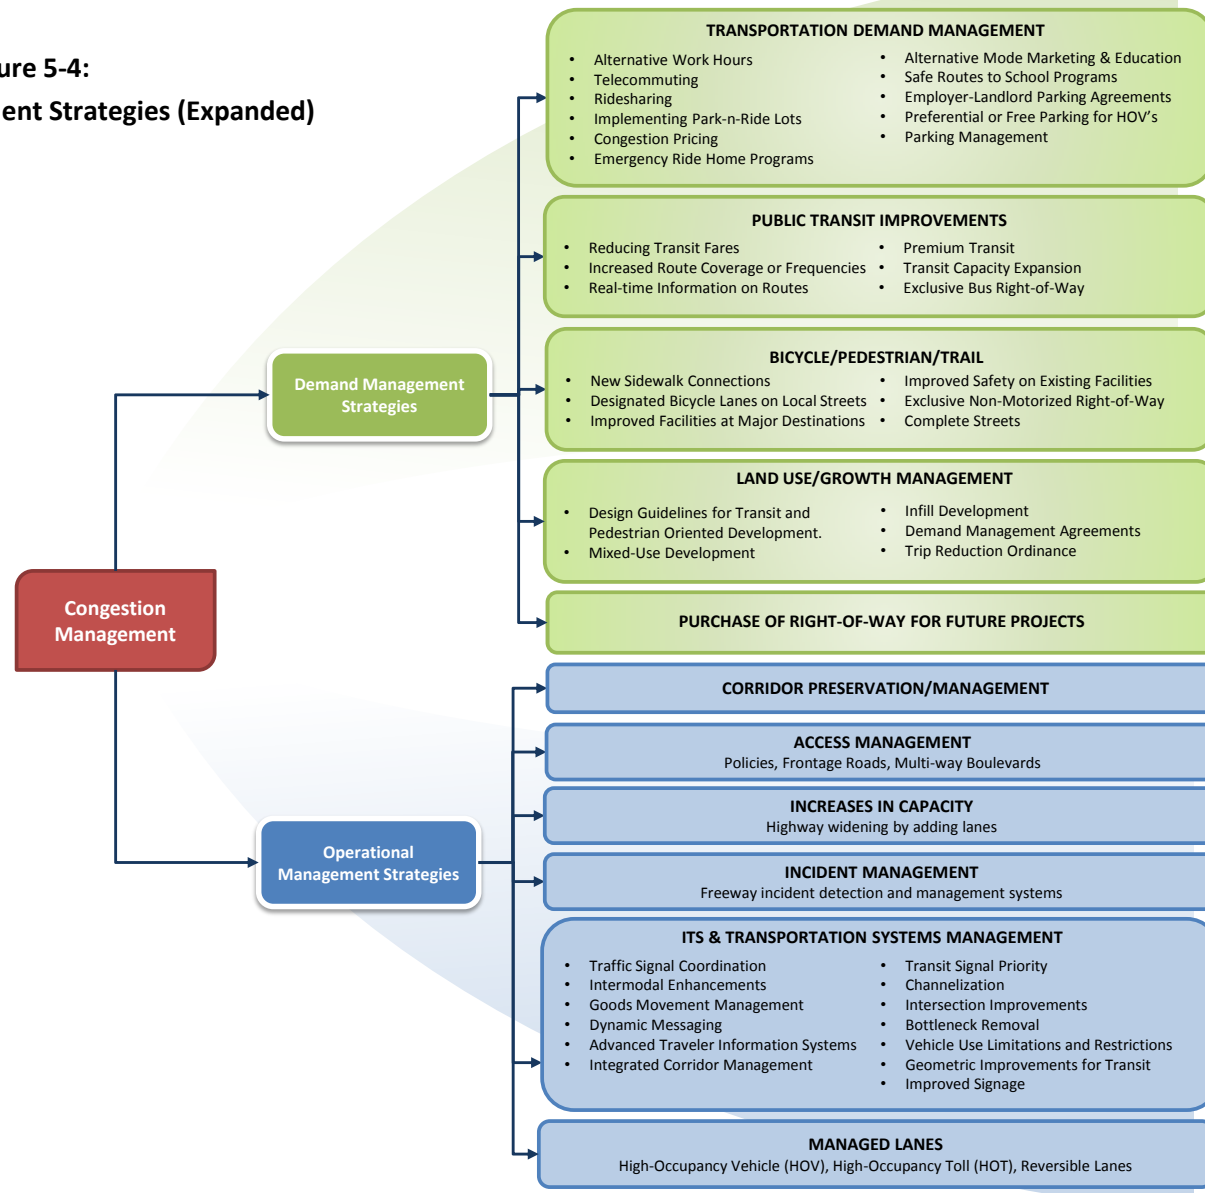 ure 5-4:
ent Strategies (Expanded)
TRANSPORTATION DEMAND MANAGEMENT
• Alternative Work Hours
• Telecommuting
• Ridesharing
• Implementing Park-n-Ride Lots
• Congestion Pricing
• Emergency Ride Home Programs
• Alternative Mode Marketing & Education
• Safe Routes to School Programs
• Employer-Landlord Parking Agreements
• Preferential or Free Parking for HOV's
• Parking Management
PUBLIC TRANSIT IMPROVEMENTS
• Reducing Transit Fares
• Increased Route Coverage or Frequencies
• Real-time Information on Routes
• Premium Transit
• Transit Capacity Expansion
• Exclusive Bus Right-of-Way
Demand Management
Strategies
BICYCLE/PEDESTRIAN/TRAIL
• New Sidewalk Connections
• Designated Bicycle Lanes on Local Streets
• Improved Facilities at Major Destinations
• Improved Safety on Existing Facilities
• Exclusive Non-Motorized Right-of-Way
• Complete Streets
LAND USE/GROWTH MANAGEMENT
• Design Guidelines for Transit and
Pedestrian Oriented Development.
• Mixed-Use Development
• Infill Development
• Demand Management Agreements
• Trip Reduction Ordinance
Congestion
Management
PURCHASE OF RIGHT-OF-WAY FOR FUTURE PROJECTS
CORRIDOR PRESERVATION/MANAGEMENT
ACCESS MANAGEMENT
Policies, Frontage Roads, Multi-way Boulevards
INCREASES IN CAPACITY
Highway widening by adding lanes
Operational
Management Strategies
INCIDENT MANAGEMENT
Freeway incident detection and management systems
ITS & TRANSPORTATION SYSTEMS MANAGEMENT
• Traffic Signal Coordination
• Intermodal Enhancements
• Goods Movement Management
• Dynamic Messaging
• Advanced Traveler Information Systems
• Integrated Corridor Management
• Transit Signal Priority
• Channelization
• Intersection Improvements
• Bottleneck Removal
• Vehicle Use Limitations and Restrictions
• Geometric Improvements for Transit
• Improved Signage
MANAGED LANES
High-Occupancy Vehicle (HOV), High-Occupancy Toll (HOT), Reversible Lanes